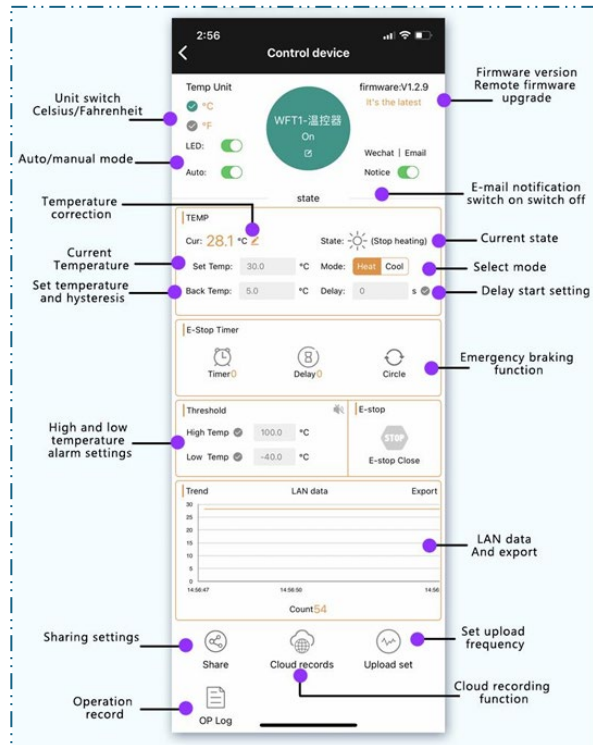 2:56
Control device
Temp Unit
°C
°F
LED:
Auto:
WFT1-温控器
On
firmware:V1.2.9
It's the latest
Wechat | Email
Notice
state
TEMP
Cur: 28.1 °C
State: (Stop heating)
Set Temp: 30.0 °C Mode: Heat Cool
Back Temp: 5.0 °C Delay: 0 s
E-Stop Timer
Timer0
Delay0
Circle
Threshold
High Temp 100.0 °C
Low Temp -40.0 °C
E-stop
STOP
E-stop Close
Trend LAN data Export
30
25
20
15
10
5
0
14:56:47 14:56:50 14:56
Count54
Share
Cloud records
Upload set
OP Log
Unit switch
Celsius/Fahrenheit
Auto/manual mode
Temperature
correction
Current
Temperature
Set temperature
and hysteresis
High and low
temperature
alarm settings
Sharing settings
Operation
record
Firmware version
Remote firmware
upgrade
E-mail notification
switch on switch off
Current state
Select mode
Delay start setting
Emergency braking
function
LAN data
And export
Set upload
frequency
Cloud recording
function